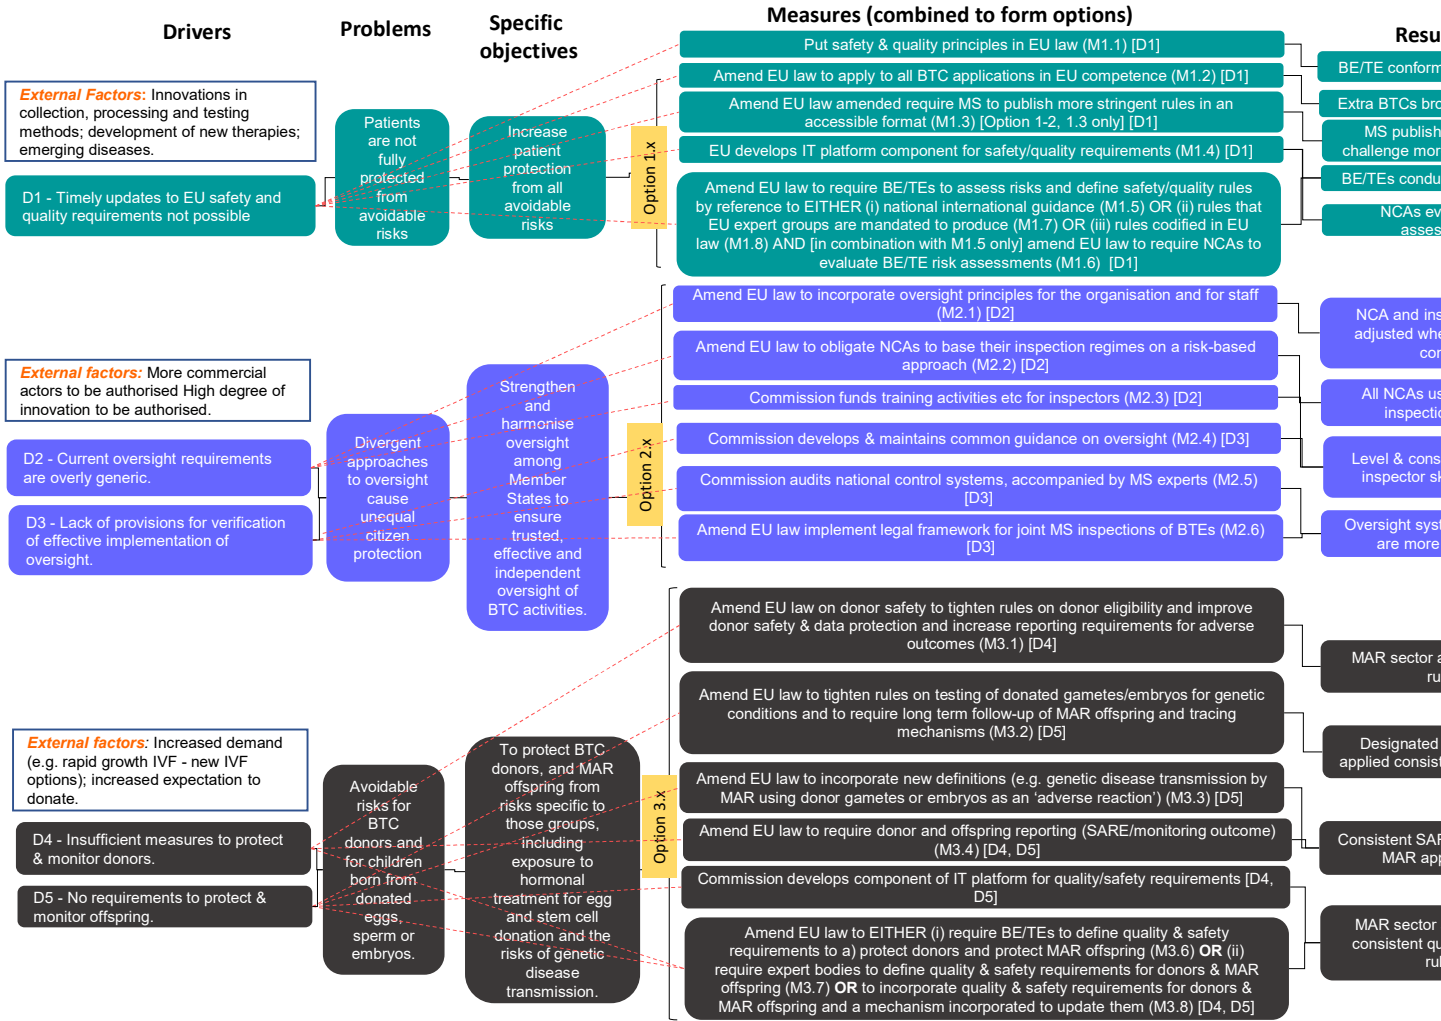 Drivers
Problems
Specific
objectives
Measures (combined to form options)
External Factors: Innovations in
collection, processing and testing
methods; development of new therapies;
emerging diseases.
D1 - Timely updates to EU safety and
quality requirements not possible
Patients
are not
fully
protected
from
avoidable
risks
Increase
patient
protection
from all
avoidable
risks
Option 1.x
Put safety & quality principles in EU law (M1.1) [D1]
Amend EU law to apply to all BTC applications in EU competence (M1.2) [D1]
Amend EU law amended require MS to publish more stringent rules in an
accessible format (M1.3) [Option 1-2, 1.3 only] [D1]
EU develops IT platform component for safety/quality requirements (M1.4) [D1]
Amend EU law to require BE/TEs to assess risks and define safety/quality rules
by reference to EITHER (i) national international guidance (M1.5) OR (ii) rules that
EU expert groups are mandated to produce (M1.7) OR (iii) rules codified in EU
law (M1.8) AND [in combination with M1.5 only] amend EU law to require NCAs to
evaluate BE/TE risk assessments (M1.6) [D1]
BE/TE conform
Extra BTCs bro
MS publish
challenge mor
BE/TEs condu
NCAs ev
assess
External factors: More commercial
actors to be authorised High degree of
innovation to be authorised.
D2 - Current oversight requirements
are overly generic.
D3 - Lack of provisions for verification
of effective implementation of
oversight.
Divergent
approaches
to oversight
cause
unequal
citizen
protection
Strengthen
and
harmonise
oversight
among
Member
States to
ensure
trusted,
effective and
independent
oversight of
BTC activities.
Option 2.x
Amend EU law to incorporate oversight principles for the organisation and for staff
(M2.1) [D2]
Amend EU law to obligate NCAs to base their inspection regimes on a risk-based
approach (M2.2) [D2]
Commission funds training activities etc for inspectors (M2.3) [D2]
Commission develops & maintains common guidance on oversight (M2.4) [D3]
Commission audits national control systems, accompanied by MS experts (M2.5)
[D3]
Amend EU law implement legal framework for joint MS inspections of BTEs (M2.6)
[D3]
NCA and ins
adjusted whe
con
All NCAs us
inspectio
Level & cons
inspector sk
Oversight syst
are more
External factors: Increased demand
(e.g. rapid growth IVF - new IVF
options); increased expectation to
donate.
D4 - Insufficient measures to protect
& monitor donors.
D5 - No requirements to protect &
monitor offspring.
Avoidable
risks for
BTC
donors and
for children
born from
donated
eggs,
sperm or
embryos.
To protect BTC
donors, and MAR
offspring from
risks specific to
those groups,
including
exposure to
hormonal
treatment for egg
and stem cell
donation and the
risks of genetic
disease
transmission.
Option 3.x
Amend EU law on donor safety to tighten rules on donor eligibility and improve
donor safety & data protection and increase reporting requirements for adverse
outcomes (M3.1) [D4]
Amend EU law to tighten rules on testing of donated gametes/embryos for genetic
conditions and to require long term follow-up of MAR offspring and tracing
mechanisms (M3.2) [D5]
Amend EU law to incorporate new definitions (e.g. genetic disease transmission by
MAR using donor gametes or embryos as an ‘adverse reaction’) (M3.3) [D5]
Amend EU law to require donor and offspring reporting (SARE/monitoring outcome)
(M3.4) [D4, D5]
Commission develops component of IT platform for quality/safety requirements [D4,
D5]
Amend EU law to EITHER (i) require BE/TEs to define quality & safety
requirements to a) protect donors and protect MAR offspring (M3.6) OR (ii)
require expert bodies to define quality & safety requirements for donors & MAR
offspring (M3.7) OR to incorporate quality & safety requirements for donors &
MAR offspring and a mechanism incorporated to update them (M3.8) [D4, D5]
Resu
MAR sector a
ru
Designated
applied consist
Consistent SAR
MAR app
MAR sector
consistent qu
rul